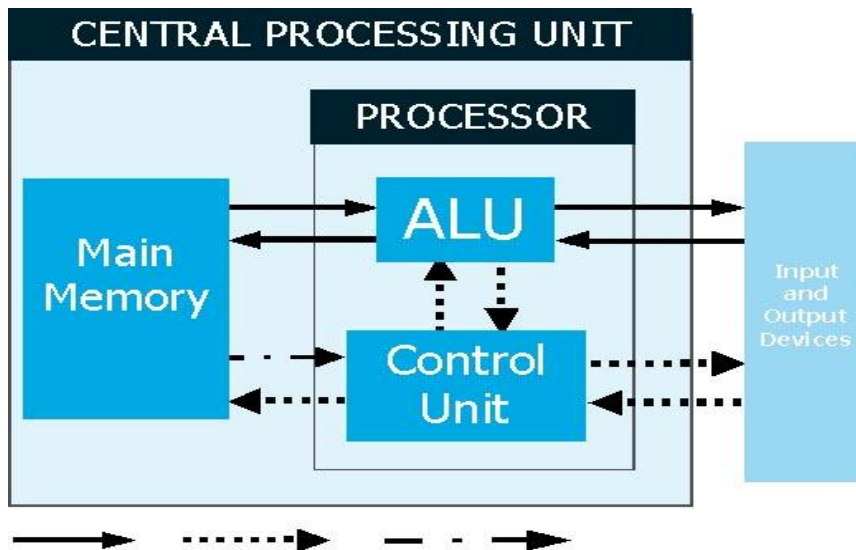 CENTRAL PROCESSING UNIT
PROCESSOR
ALU
Main
Memory
Control
Unit
Input
and
Output
Devices